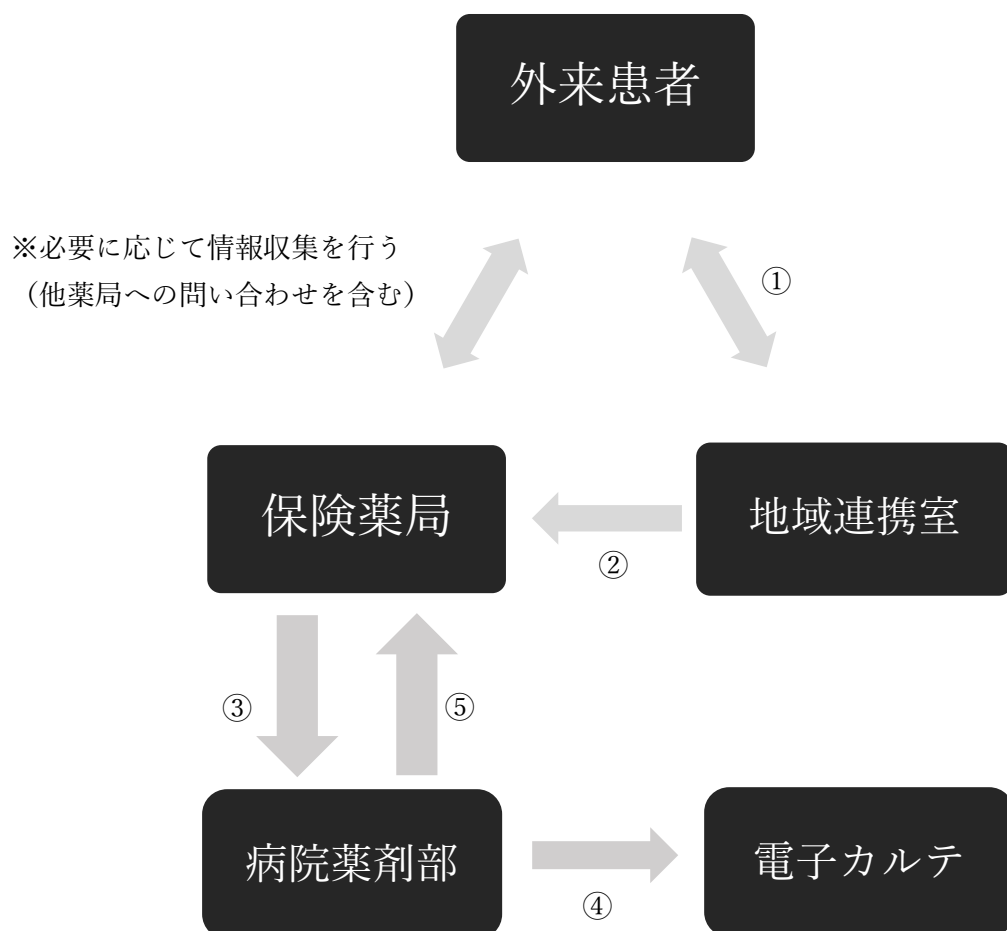 外来患者
※必要に応じて情報収集を行う
（他薬局への問い合わせを含む）
①
保険薬局
地域連携室
②
③
⑤
病院薬剤部
電子カルテ
④